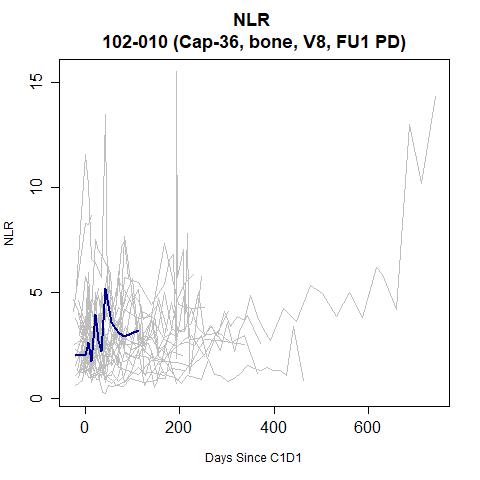 NLR
102-010 (Cap-36, bone, V8, FU1 PD)
15
10
5
0
NLR
0 200 400 600
Days Since C1D1